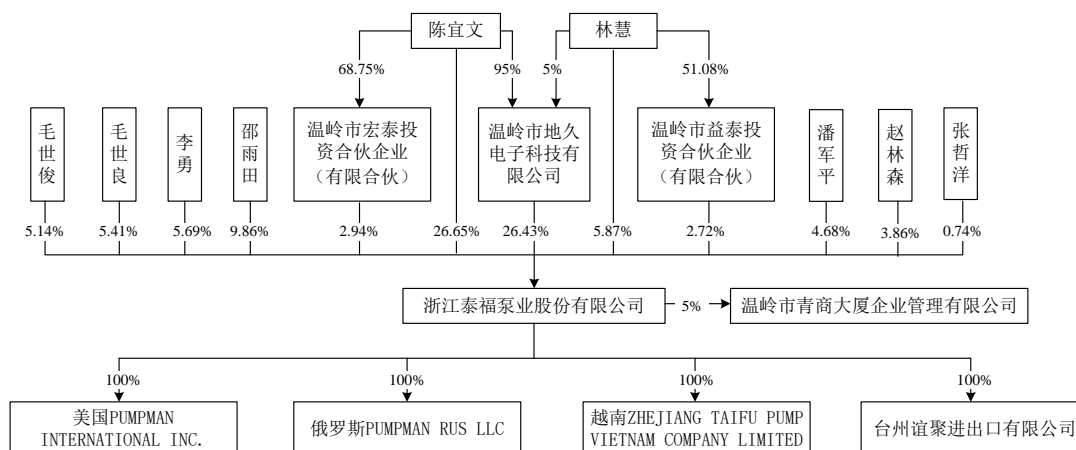 陈宜文
林慧
68.75%
95%
5%
51.08%
毛世俊
毛世良
李勇
邵雨田
温岭市宏泰投
资合伙企业
（有限合伙）
温岭市地久
电子科技有
限公司
温岭市益泰投
资合伙企业
（有限合伙）
潘军平
赵林森
张哲洋
5.14%
5.41%
5.69%
9.86%
2.94%
26.65%
26.43%
5.87%
2.72%
4.68%
3.86%
0.74%
浙江泰福泵业股份有限公司
5%
温岭市青商大厦企业管理有限公司
100%
100%
100%
100%
美国PUMPMAN
INTERNATIONAL INC.
俄罗斯PUMPMAN RUS LLC
越南ZHEJIANG TAIFU PUMP
VIETNAM COMPANY LIMITED
台州谊聚进出口有限公司